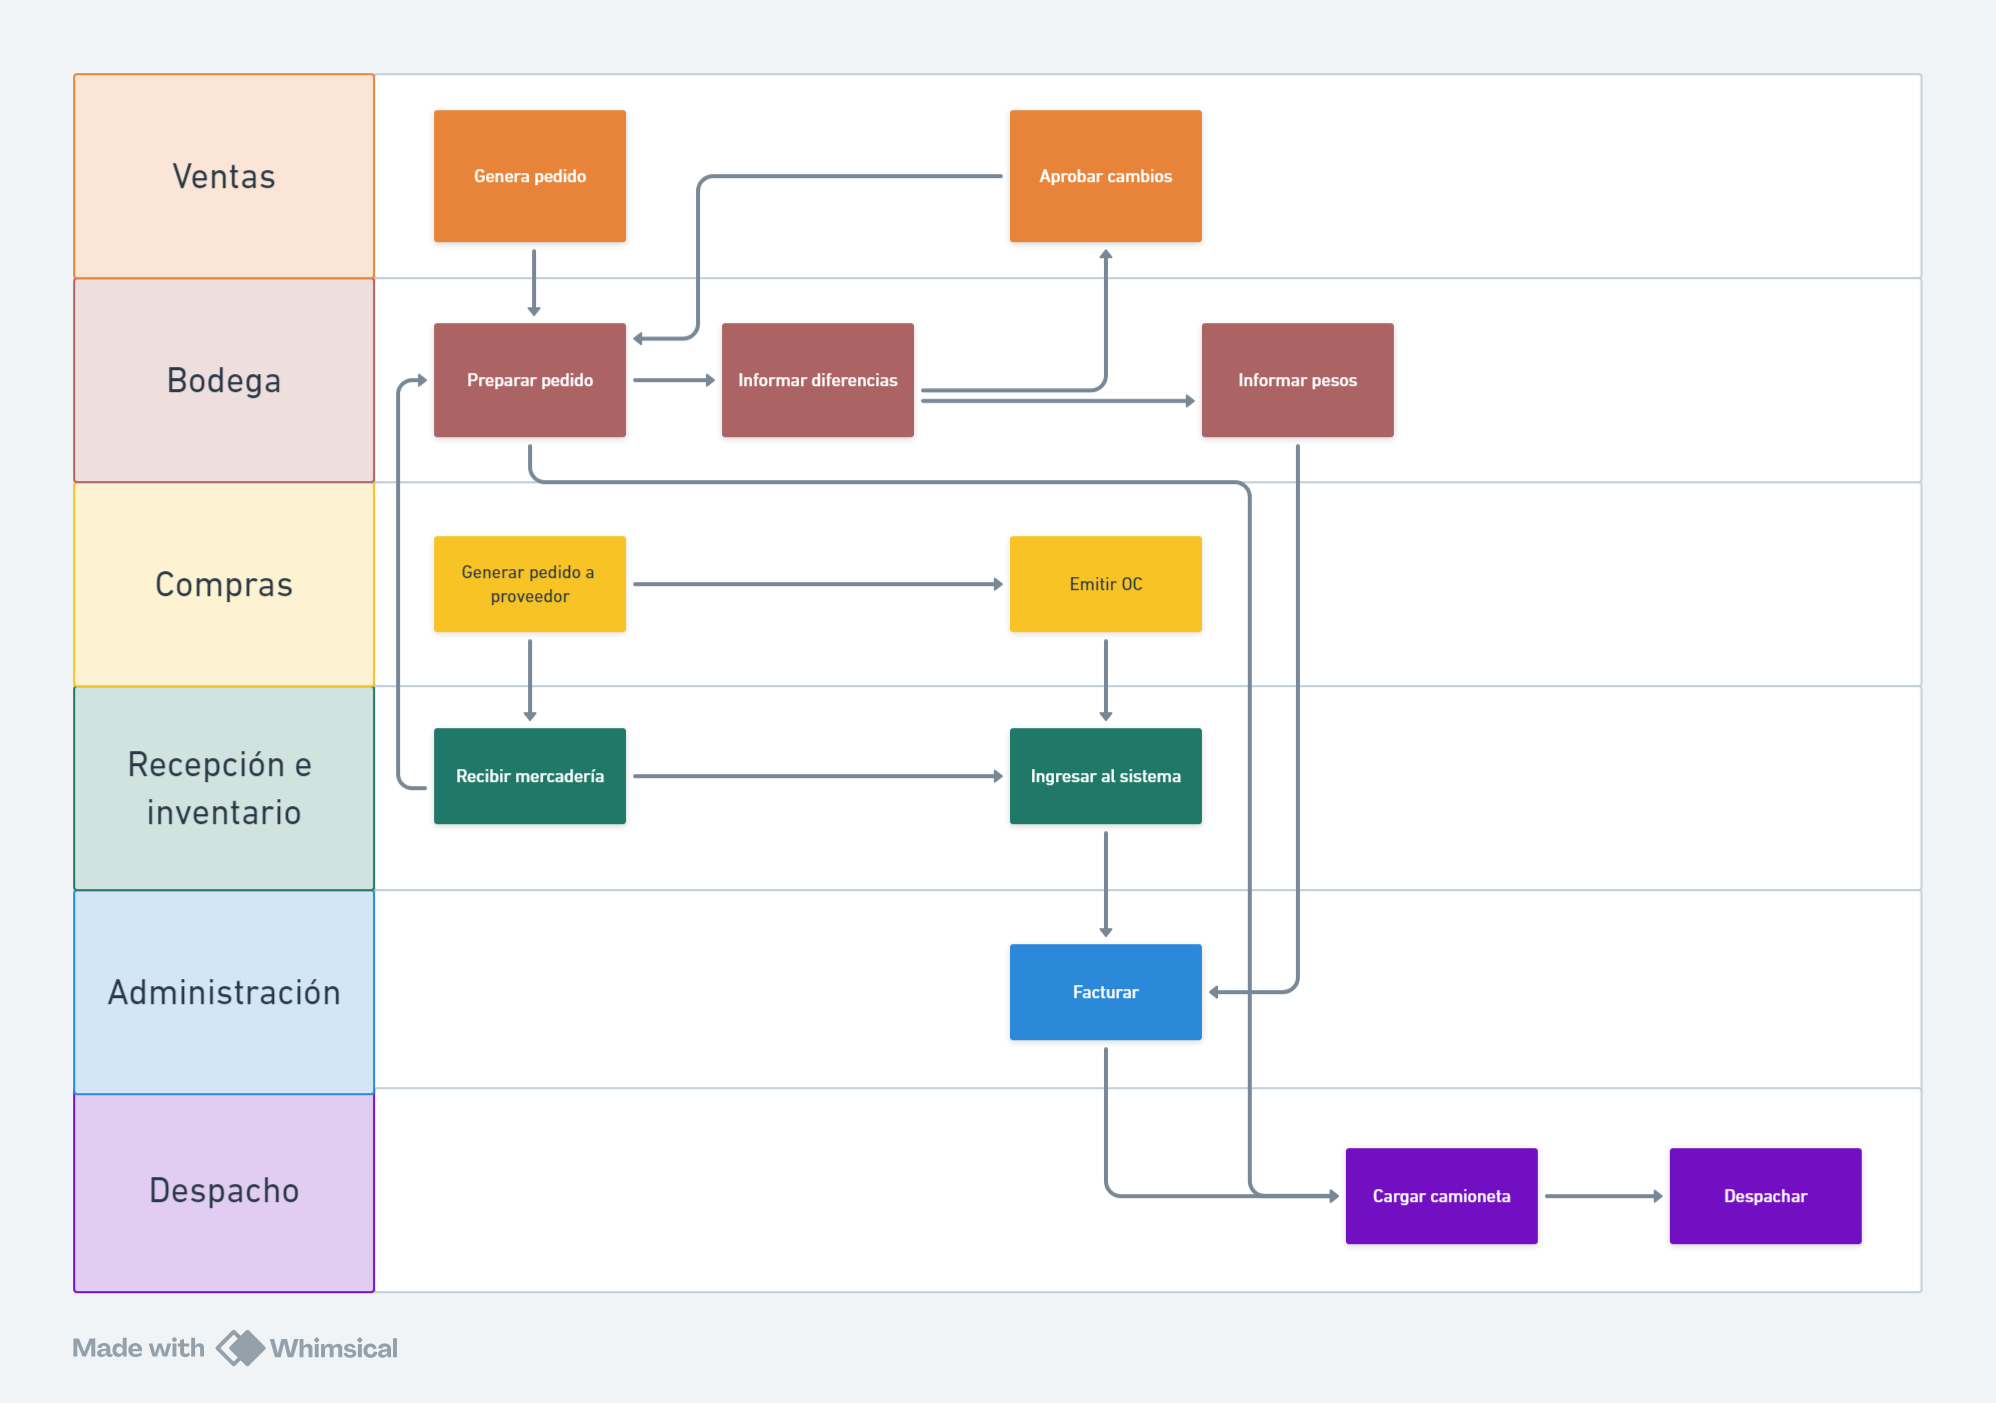 Ventas
Genera pedido
Aprobar cambios
Bodega
Preparar pedido
Informar diferencias
Informar pesos
Compras
Generar pedido a
proveedor
Emitir OC
Recepción e
inventario
Recibir mercadería
Ingresar al sistema
Administración
Facturar
Despacho
Cargar camioneta
Despachar
Made with Whimsical